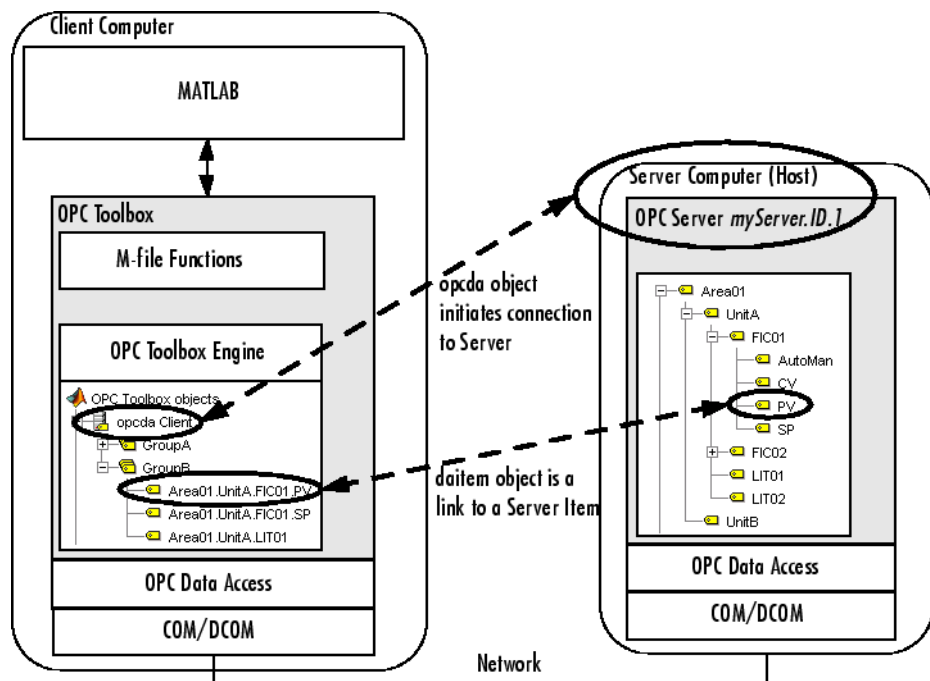 Client Computer
MATLAB
OPC Toolbox
M-file Functions
OPC Toolbox Engine
OPC Toolbox objects
opcda Client
GroupA
GroupB
Area01.UnitA.FIC01.PV
Area01.UnitA.FIC01.SP
Area01.UnitA.LIT01
OPC Data Access
COM/DCOM
opcda object
initiates connection
to Server
daitem object is a
link to a Server Item
Network
Server Computer (Host)
OPC Server myServer.ID.1
Area01
UnitA
FIC01
AutoMan
CV
PV
SP
FIC02
LIT01
LIT02
UnitB
OPC Data Access
COM/DCOM